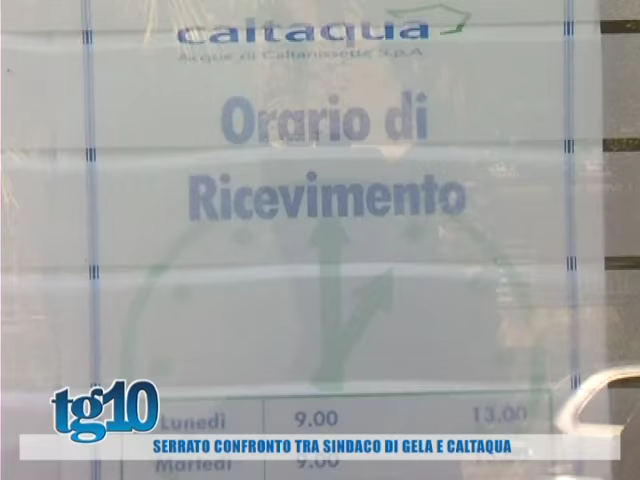 caltaqua
Acque di Caltanissetta S.p.A
Orario di
Ricevimento
Lunedì 9.00 13.00
tg10
SERRATO CONFRONTO TRA SINDACO DI GELA E CALTAQUA
Martedì 9.00